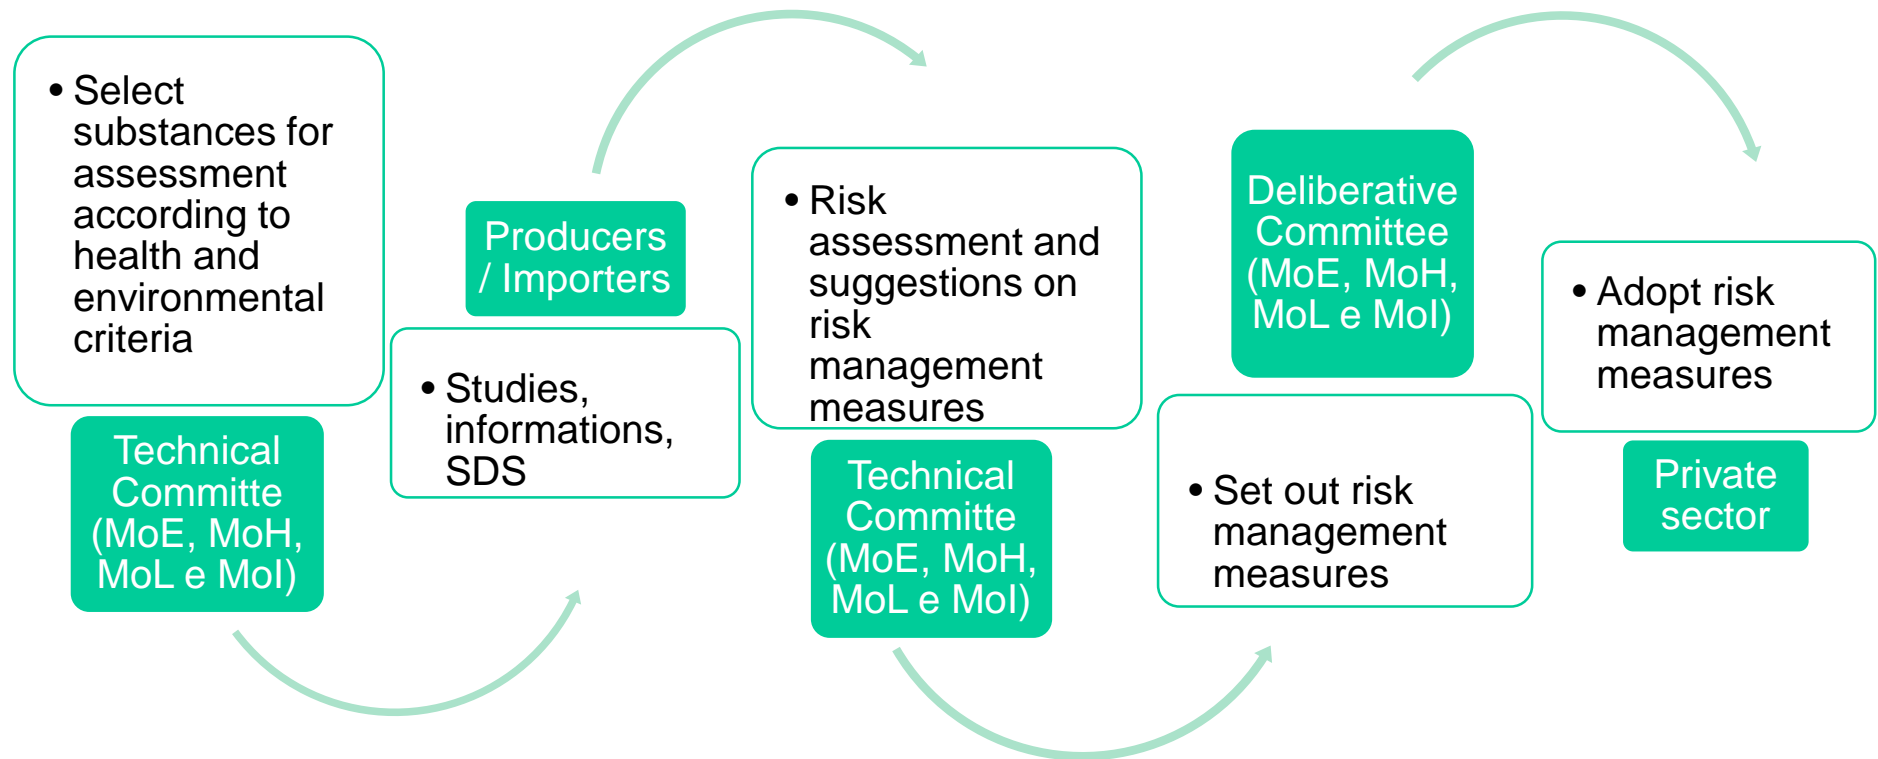 • Select
substances for
assessment
according to
health and
environmental
criteria
Technical
Committe
(MoE, MoH,
MoL e MoI)
Producers
/ Importers
• Studies,
informations,
SDS
• Risk
assessment and
suggestions on
risk
management
measures
Technical
Committe
(MoE, MoH,
MoL e MoI)
Deliberative
Committee
(MoE, MoH,
MoL e MoI)
• Set out risk
management
measures
• Adopt risk
management
measures
Private
sector